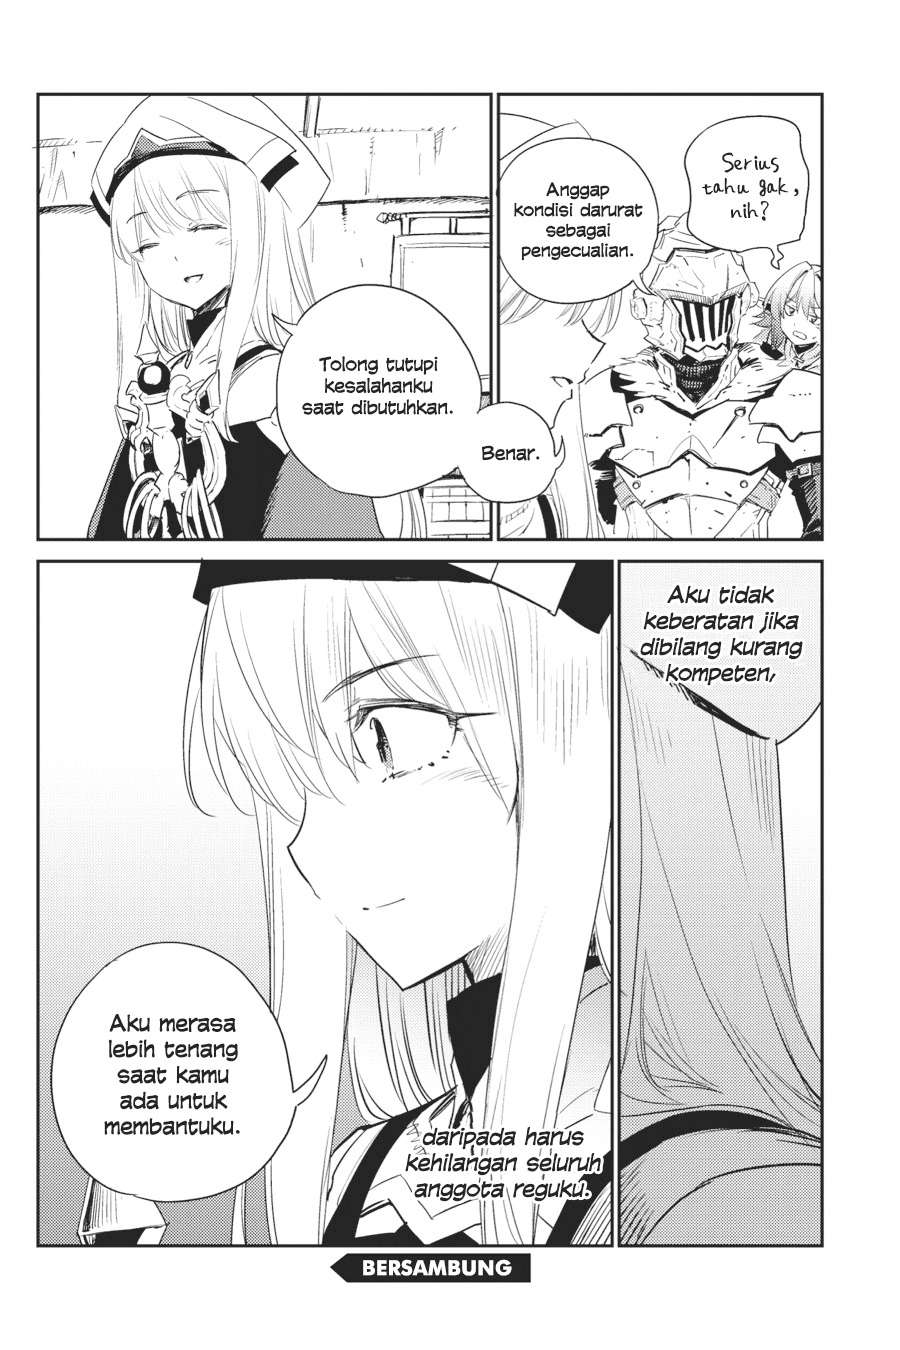 Serius
tahu gak,
nih?
Anggap
kondisi darurat
sebagai
pengecualian.
Benar.
Tolong tutupi
kesalahanku
saat dibutuhkan.
Aku tidak
keberatan jika
dibilang kurang
kompeten,
daripada harus
kehilangan seluruh
anggota reguku.
Aku merasa
lebih tenang
saat kamu
ada untuk
membantuku.
BERSAMBUNG